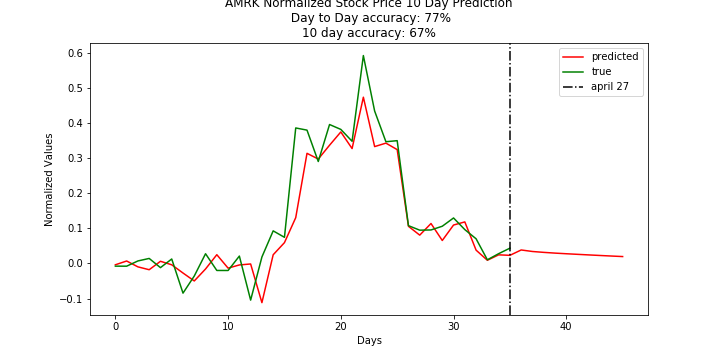 AMRK Normalized Stock Price 10 Day Prediction
Day to Day accuracy: 77%
10 day accuracy: 67%
predicted
true
april 27
Normalized Values
0.6
0.5
0.4
0.3
0.2
0.1
0.0
−0.1
0
10
20
30
40
Days